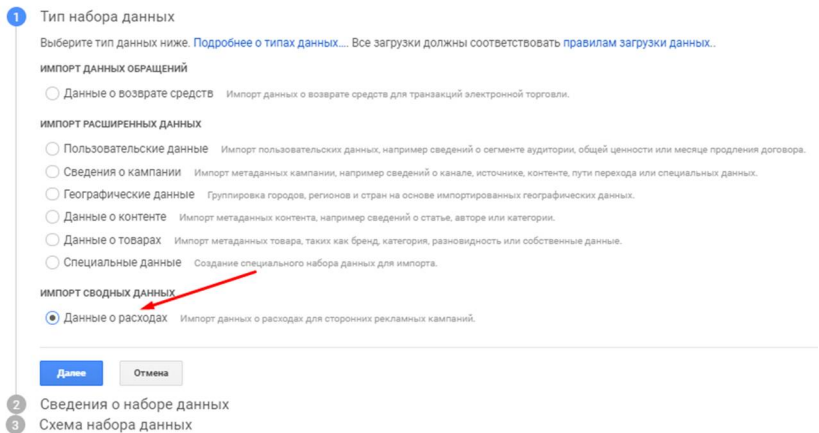 1 Тип набора данных
Выберите тип данных ниже. Подробнее о типах данных.... Все загрузки должны соответствовать правилам загрузки данных..
ИМПОРТ ДАННЫХ ОБРАЩЕНИЙ
Данные о возврате средств Импорт данных о возврате средств для транзакций электронной торговли.
ИМПОРТ РАСШИРЕННЫХ ДАННЫХ
Пользовательские данные Импорт пользовательских данных, например сведений о сегменте аудитории, общей ценности или месяце продления договора.
Сведения о кампании Импорт метаданных кампании, например сведений о канале, источнике, контенте, пути перехода или специальных данных.
Географические данные Группировка городов, регионов и стран на основе импортированных географических данных.
Данные о контенте Импорт метаданных контента, например сведений о статье, авторе или категории.
Данные о товарах Импорт метаданных товара, таких как бренд, категория, разновидность или собственные данные.
Специальные данные Создание специального набора данных для импорта.
ИМПОРТ СВОДНЫХ ДАННЫХ
Данные о расходах Импорт данных о расходах для сторонних рекламных кампаний.
Далее Отмена
2 Сведения о наборе данных
3 Схема набора данных